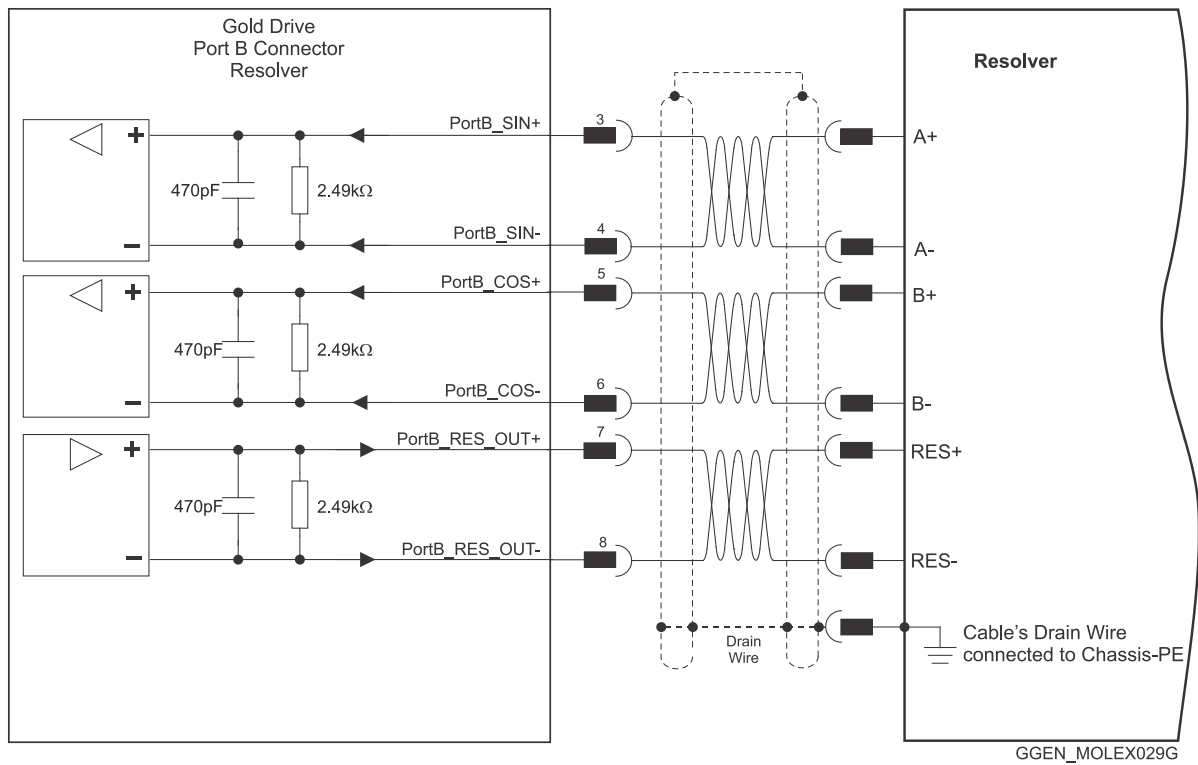 Gold Drive
Port B Connector
Resolver
Resolver
+
PortB_SIN+
3
A+
470pF
2.49kΩ
PortB_SIN-
4
A-
+
PortB_COS+
5
B+
470pF
2.49kΩ
PortB_COS-
6
B-
+
PortB_RES_OUT+
7
RES+
470pF
2.49kΩ
PortB_RES_OUT-
8
RES-
Drain
Wire
Cable's Drain Wire
connected to Chassis-PE
GGEN_MOLEX029G